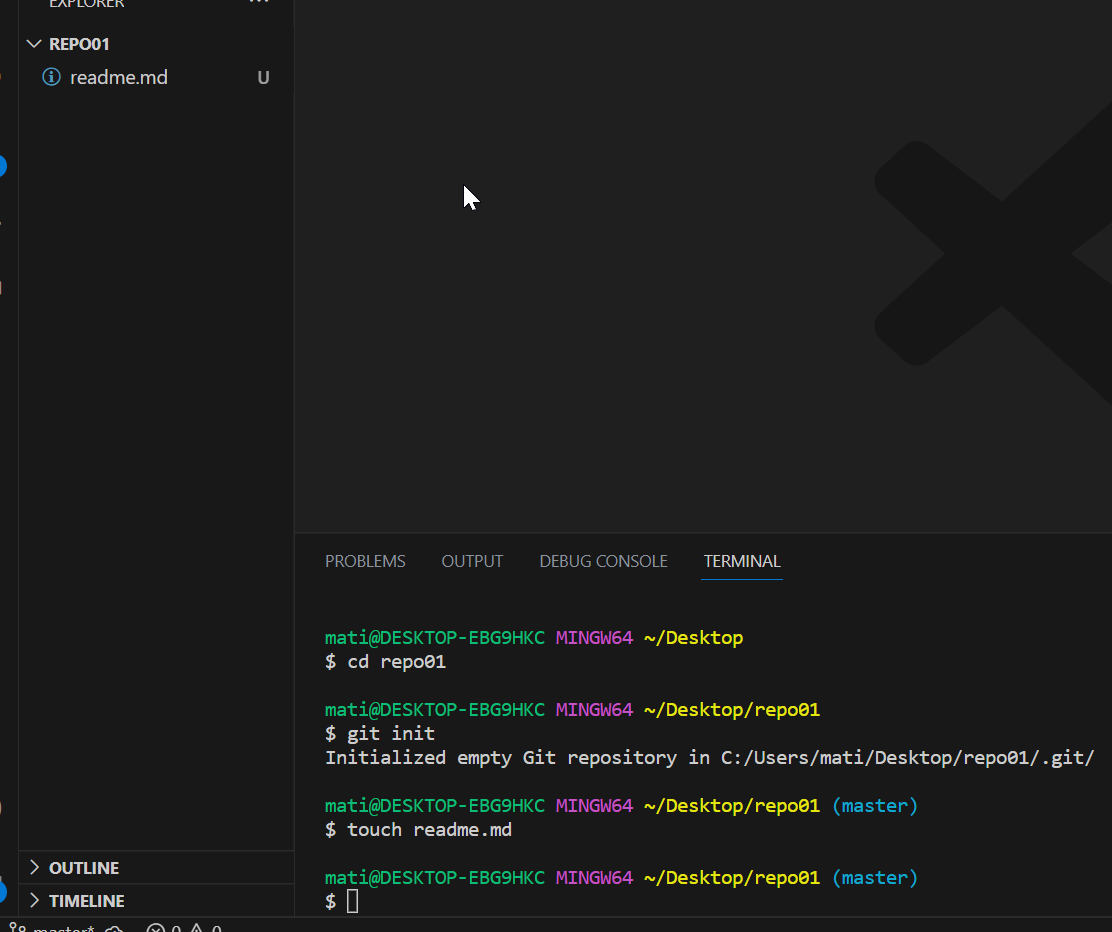 EXPLORER
REPO01
readme.md U
PROBLEMS OUTPUT DEBUG CONSOLE TERMINAL
mati@DESKTOP-EBG9HKC MINGW64 ~/Desktop
$ cd repo01
mati@DESKTOP-EBG9HKC MINGW64 ~/Desktop/repo01
$ git init
Initialized empty Git repository in C:/Users/mati/Desktop/repo01/.git/
mati@DESKTOP-EBG9HKC MINGW64 ~/Desktop/repo01 (master)
$ touch readme.md
mati@DESKTOP-EBG9HKC MINGW64 ~/Desktop/repo01 (master)
$
OUTLINE
TIMELINE
master* 0 0